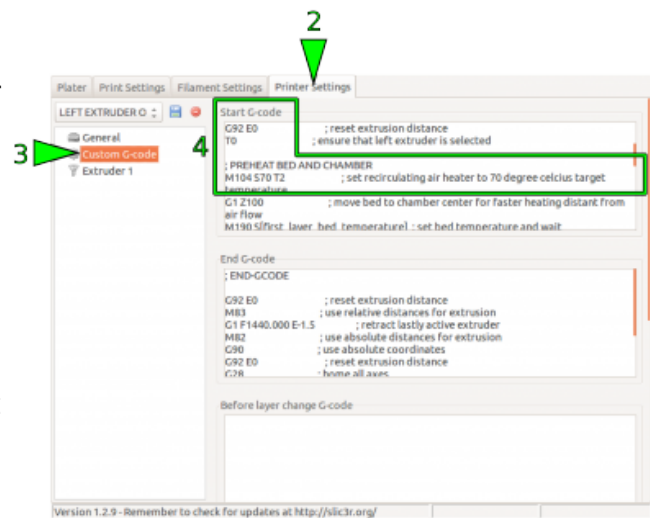 2
Plater Print Settings Filament Settings Printer Settings
LEFT EXTRUDER O
3
General
Custom G-code
Extruder 1
4
Start G-code
G92 E0 ; reset extrusion distance
T0 ; ensure that left extruder is selected
; PREHEAT BED AND CHAMBER
M104 S70 T2 ; set recirculating air heater to 70 degree celcius target
temperature
G1 Z100 ; move bed to chamber center for faster heating distant from
air flow
M190 S[first_layer_bed_temperature] ; set bed temperature and wait
End G-code
; END-GCODE
G92 E0 ; reset extrusion distance
M83 ; use relative distances for extrusion
G1 F1440.000 E-1.5 ; retract lastly active extruder
M82 ; use absolute distances for extrusion
G90 ; use absolute coordinates
G92 E0 ; reset extrusion distance
G28 ; home all axes
Before layer change G-code
Version 1.2.9 - Remember to check for updates at http://slic3r.org/